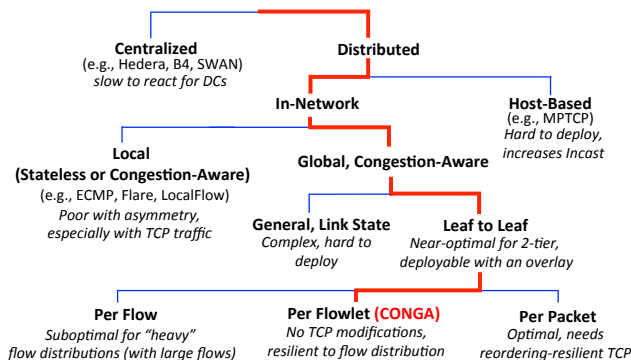 Centralized
(e.g., Hedera, B4, SWAN)
slow to react for DCs
Distributed
In-Network
Host-Based
(e.g., MPTCP)
Hard to deploy,
increases Incast
Local
(Stateless or Congestion-Aware)
(e.g., ECMP, Flare, LocalFlow)
Poor with asymmetry,
especially with TCP traffic
Global, Congestion-Aware
General, Link State
Complex, hard to
deploy
Leaf to Leaf
Near-optimal for 2-tier,
deployable with an overlay
Per Flow
Suboptimal for “heavy”
flow distributions (with large flows)
Per Flowlet (CONGA)
No TCP modifications,
resilient to flow distribution
Per Packet
Optimal, needs
reordering-resilient TCP